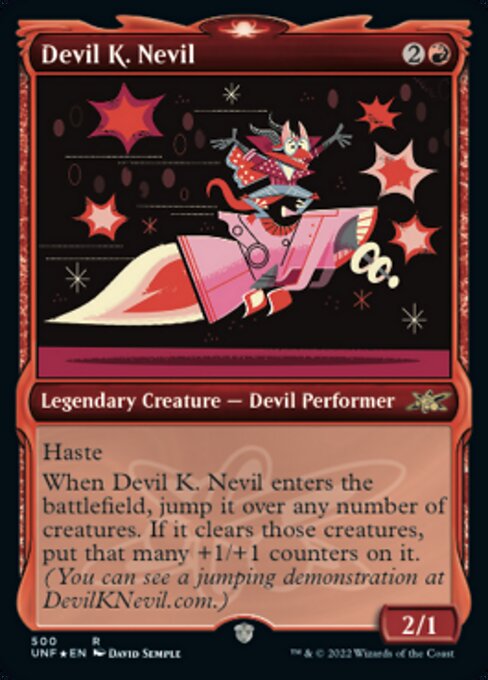 Devil K. Nevil 2
Legendary Creature — Devil Performer
Haste
When Devil K. Nevil enters the
battlefield, jump it over any number of
creatures. If it clears those creatures,
put that many +1/+1 counters on it.
(You can see a jumping demonstration at
DevilKNevil.com.)
2/1
500 R
UNF★EN DAVID SEMPLE
™ & © 2022 Wizards of the Coast